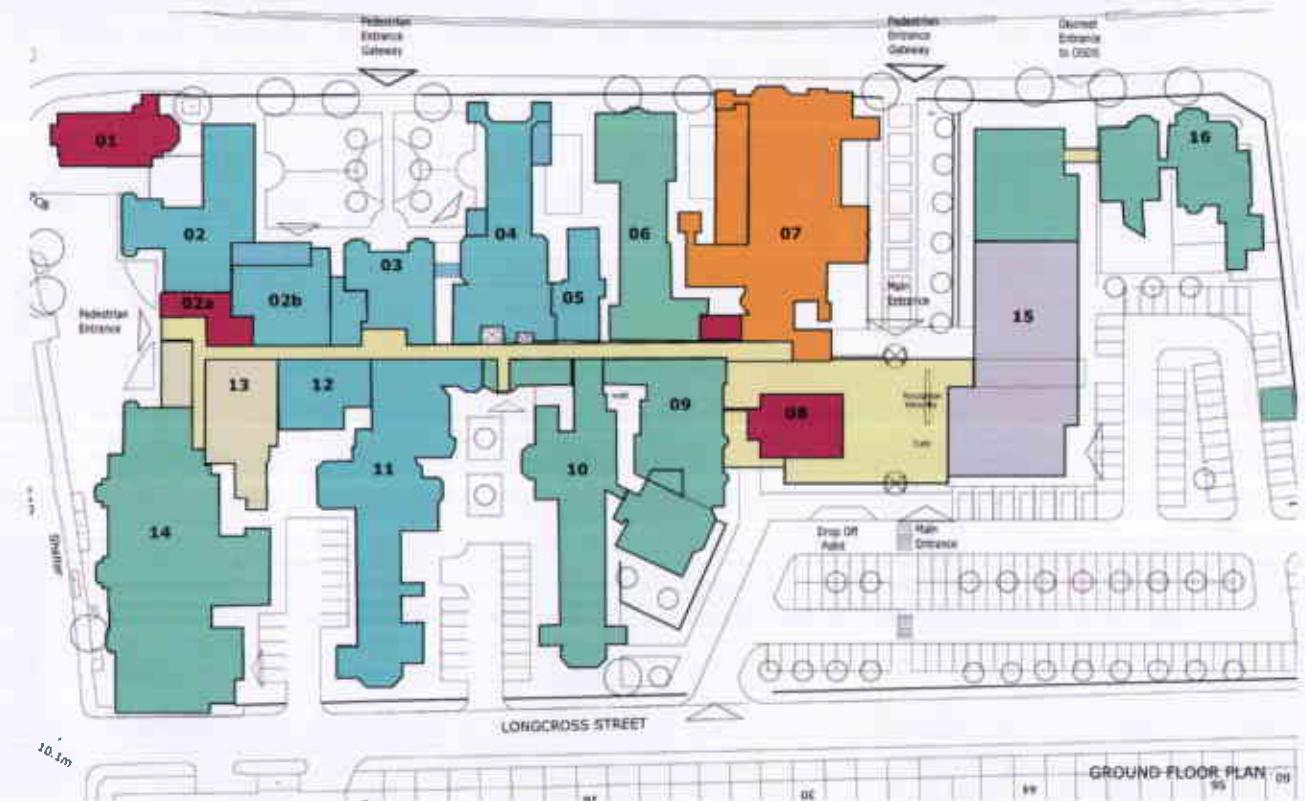 Pedestrian
Entrance
Gateway
Pedestrian
Entrance
Gateway
Discreet
Entrance
to OSDS
01
16
02
03
04
06
07
02a
02b
05
15
Pedestrian
Entrance
Main
Entrance
13
12
09
08
11
10
14
Shelter
Drop Off
Point
Main
Entrance
LONGCROSS STREET
10.1m
GROUND FLOOR PLAN